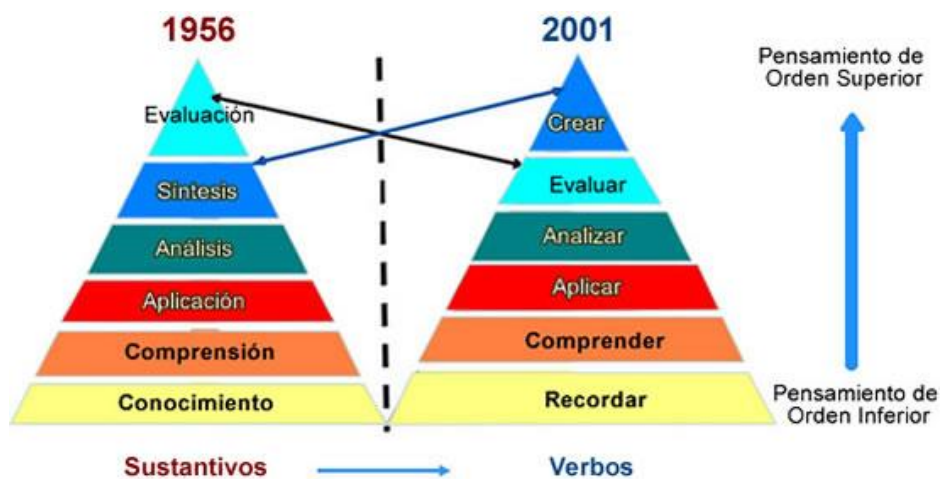 1956
2001
Evaluación
Síntesis
Análisis
Aplicación
Comprensión
Conocimiento
Crear
Evaluar
Analizar
Aplicar
Comprender
Recordar
Pensamiento de
Orden Superior
Pensamiento de
Orden Inferior
Sustantivos
Verbos